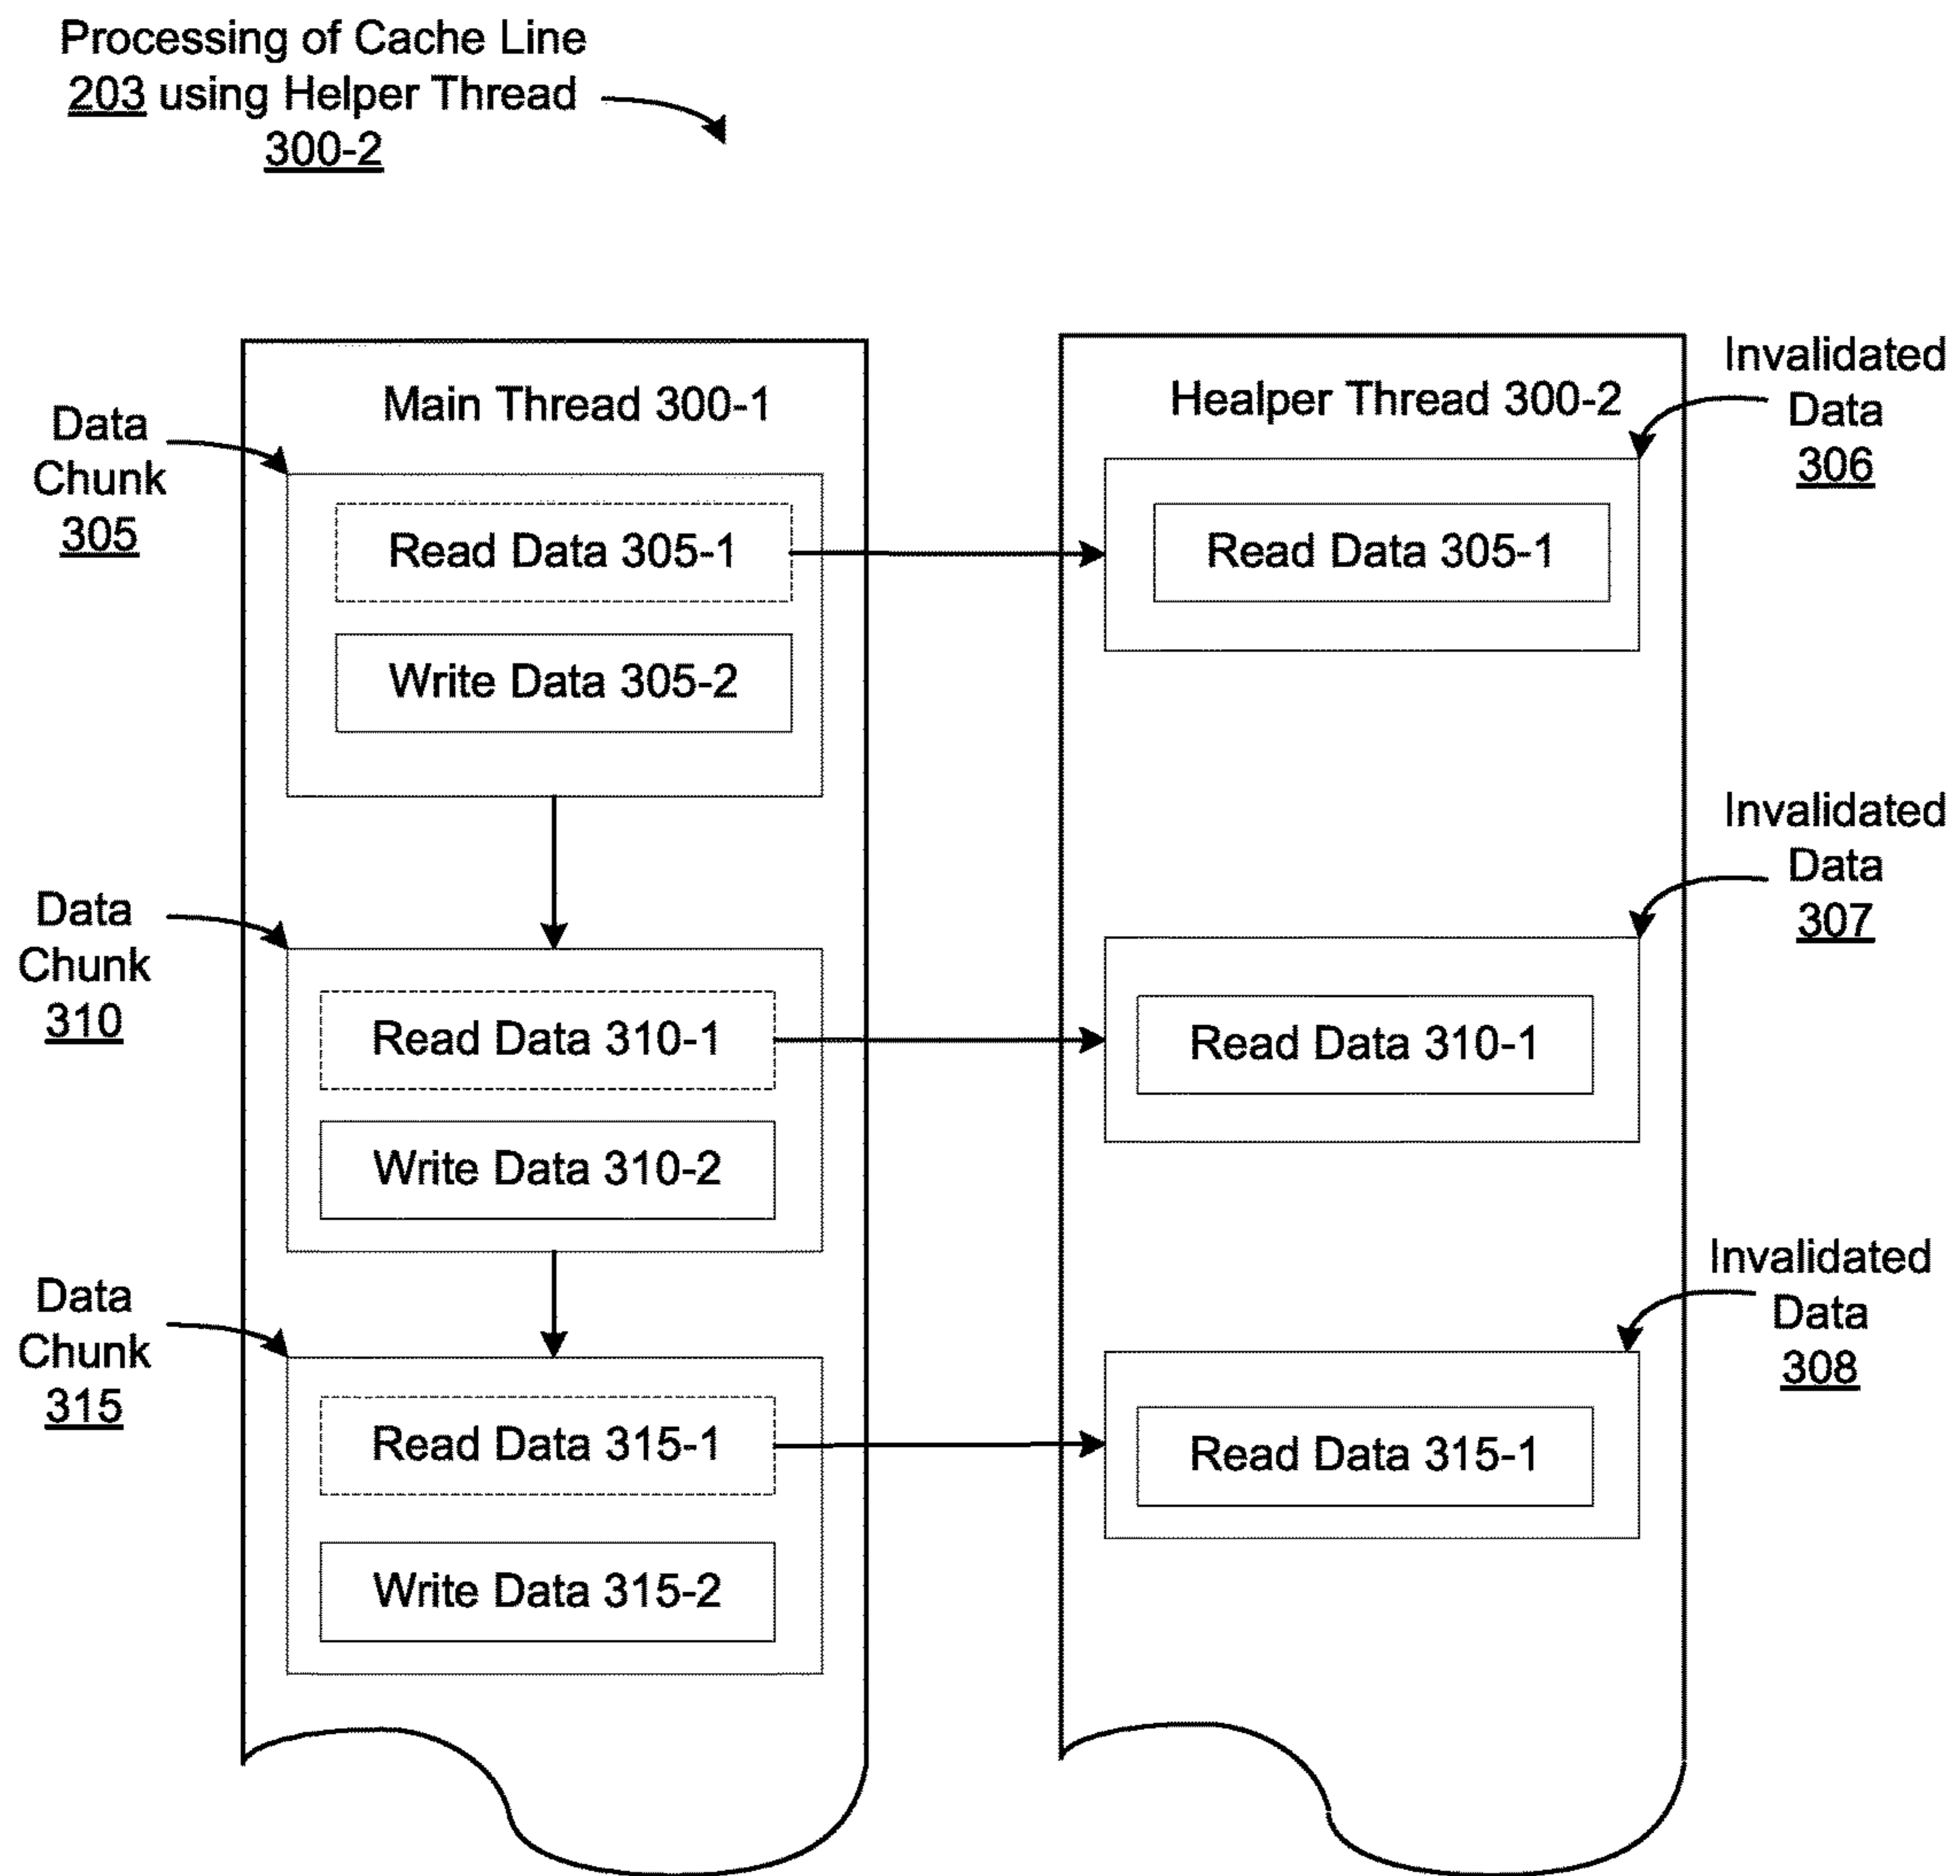 Processing of Cache Line
203 using Helper Thread
300-2
Main Thread 300-1
Data
Chunk
305
Read Data 305-1
Write Data 305-2
Data
Chunk
310
Read Data 310-1
Write Data 310-2
Data
Chunk
315
Read Data 315-1
Write Data 315-2
Healper Thread 300-2
Invalidated
Data
306
Read Data 305-1
Invalidated
Data
307
Read Data 310-1
Invalidated
Data
308
Read Data 315-1